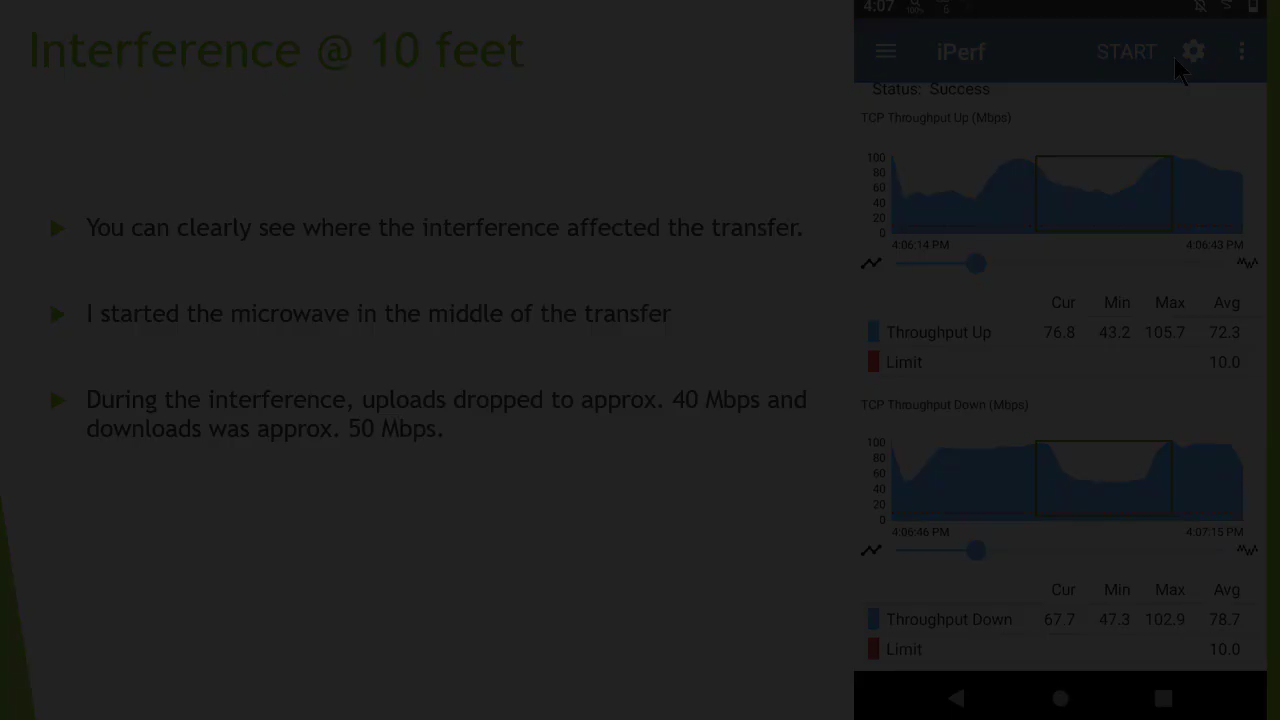 Interference @ 10 feet
You can clearly see where the interference affected the transfer.
I started the microwave in the middle of the transfer
During the interference, uploads dropped to approx. 40 Mbps and
downloads was approx. 50 Mbps.
4:07
100%
iPerf START
Status: Success
TCP Throughput Up (Mbps)
100
80
60
40
20
0
4:06:14 PM 4:06:43 PM
Cur Min Max Avg
Throughput Up 76.8 43.2 105.7 72.3
Limit 10.0
TCP Throughput Down (Mbps)
100
80
60
40
20
0
4:06:46 PM 4:07:15 PM
Cur Min Max Avg
Throughput Down 67.7 47.3 102.9 78.7
Limit 10.0